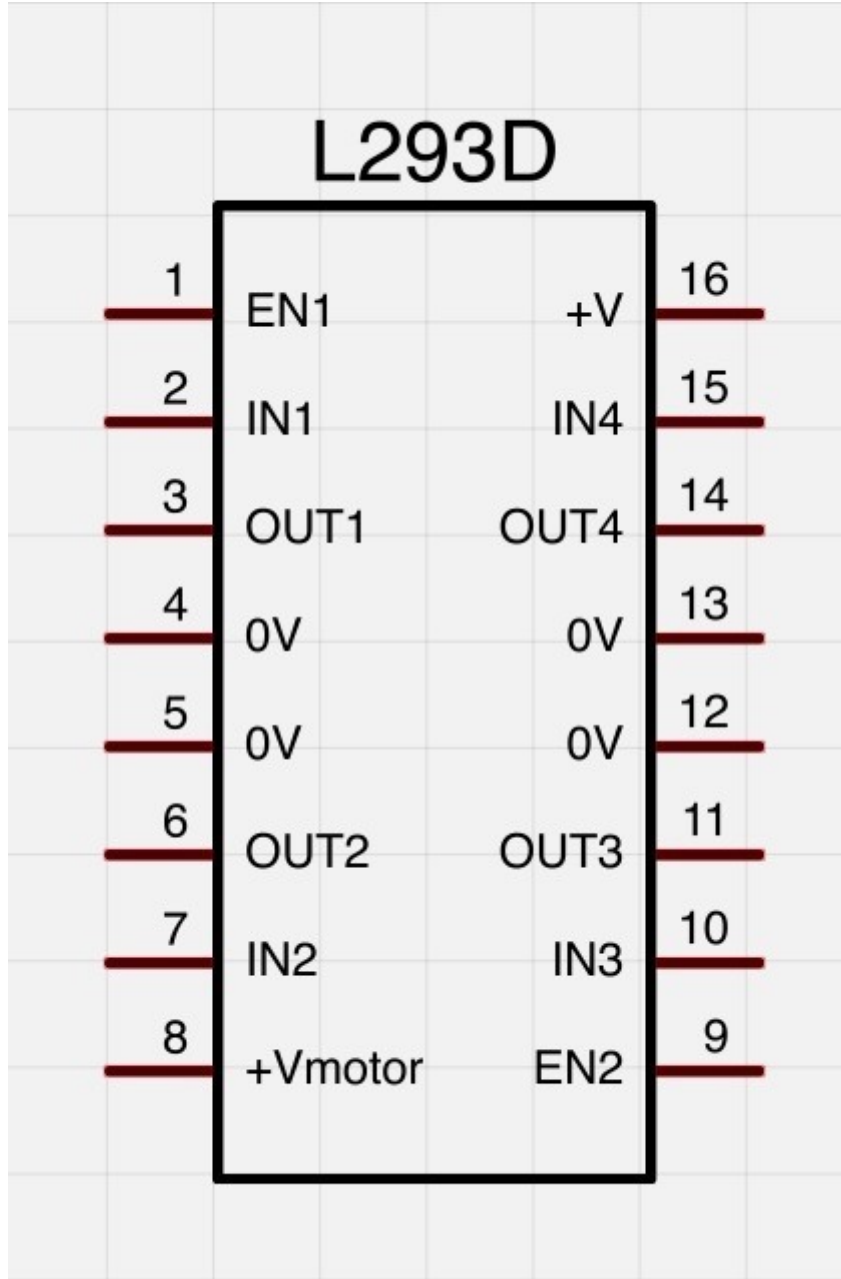 L293D
1 EN1 +V 16
2 IN1 IN4 15
3 OUT1 OUT4 14
4 0V 0V 13
5 0V 0V 12
6 OUT2 OUT3 11
7 IN2 IN3 10
8 +Vmotor EN2 9